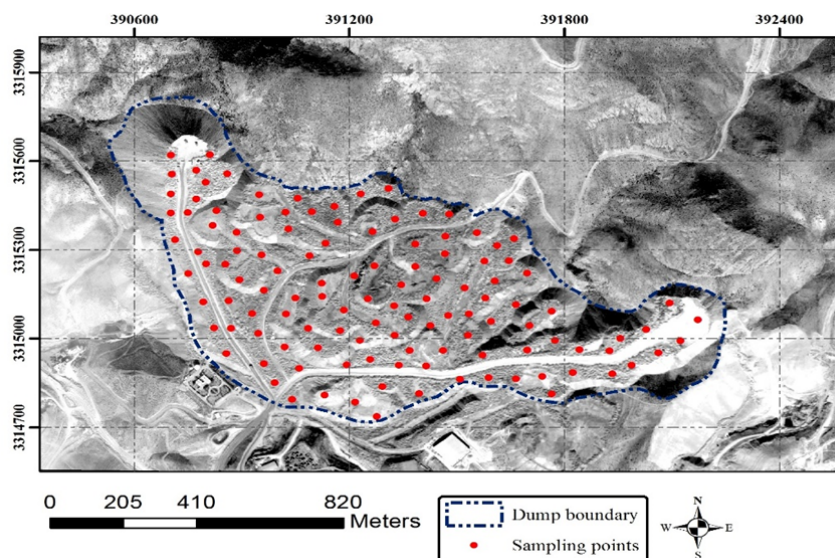 390600 391200 391800 392400
3315900
3315600
3315300
3315000
3314700
0 205 410 820
Meters
Dump boundary
Sampling points
N
W E
S